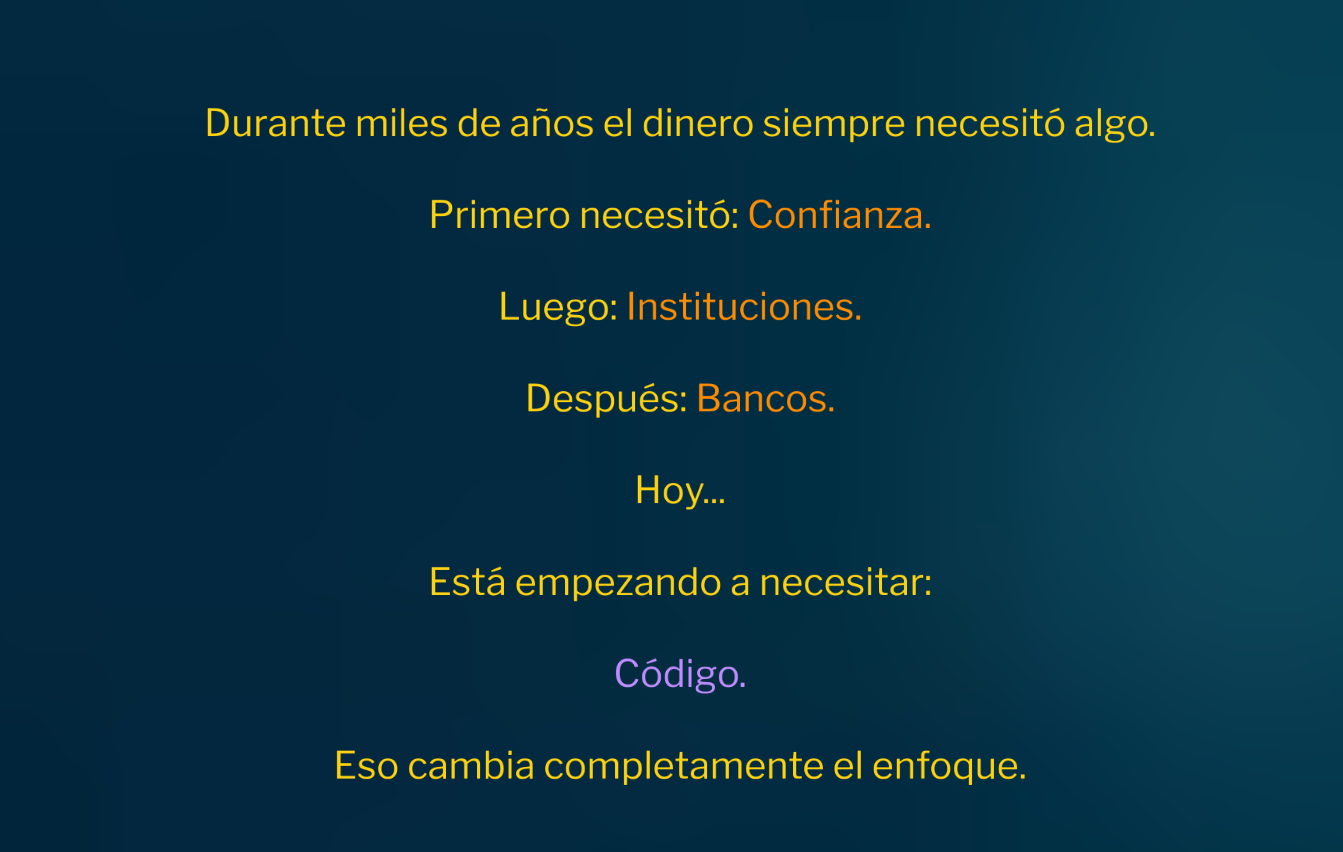 Durante miles de años el dinero siempre necesitó algo.
Primero necesitó: Confianza.
Luego: Instituciones.
Después: Bancos.
Hoy...
Está empezando a necesitar:
Código.
Eso cambia completamente el enfoque.